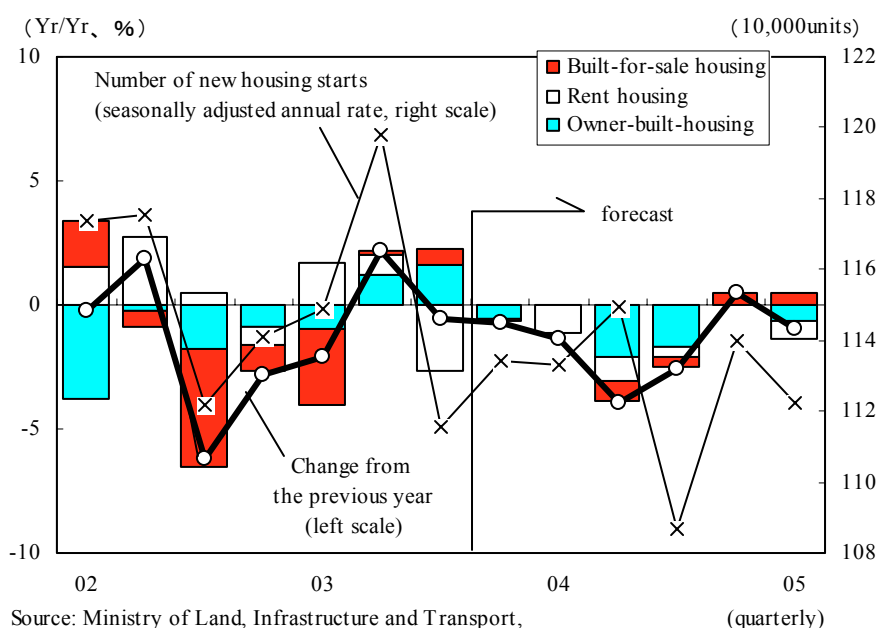 （Yr/Yr、%） （10,000units）
10 122
Built-for-sale housing
Rent housing
Owner-built-housing
Number of new housing starts
(seasonally adjusted annual rate, right scale)
120
5 118
forecast
116
0
114
-5 112
Change from
the previous year
(left scale)
110
-10 108
02 03 04 05
Source: Ministry of Land, Infrastructure and Transport, (quarterly)